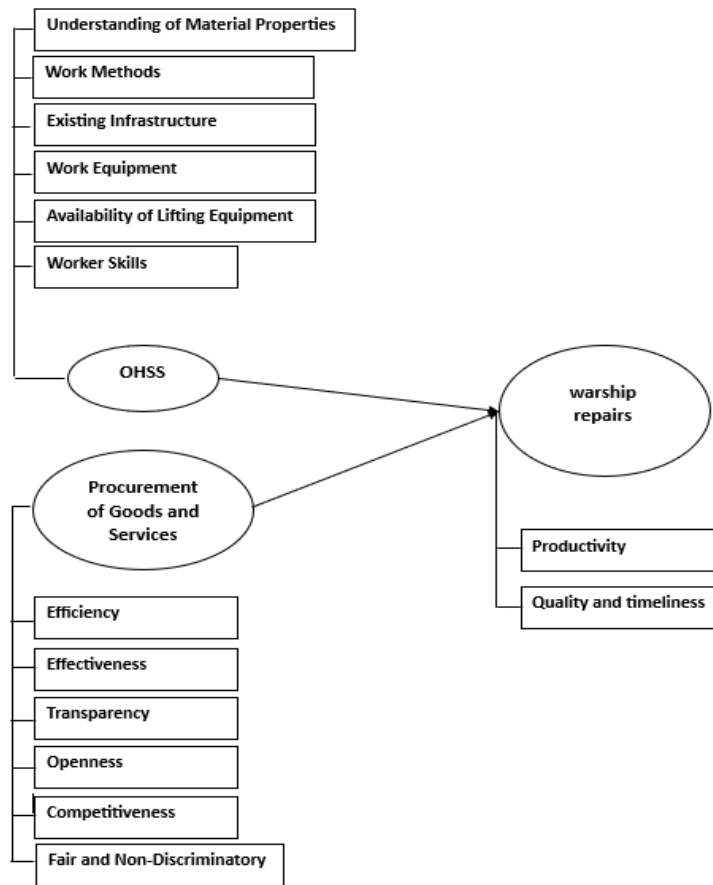 Understanding of Material Properties
Work Methods
Existing Infrastructure
Work Equipment
Availability of Lifting Equipment
Worker Skills
OHSS
warship
repairs
Procurement
of Goods and
Services
Productivity
Quality and timeliness
Efficiency
Effectiveness
Transparency
Openness
Competitiveness
Fair and Non-Discriminatory